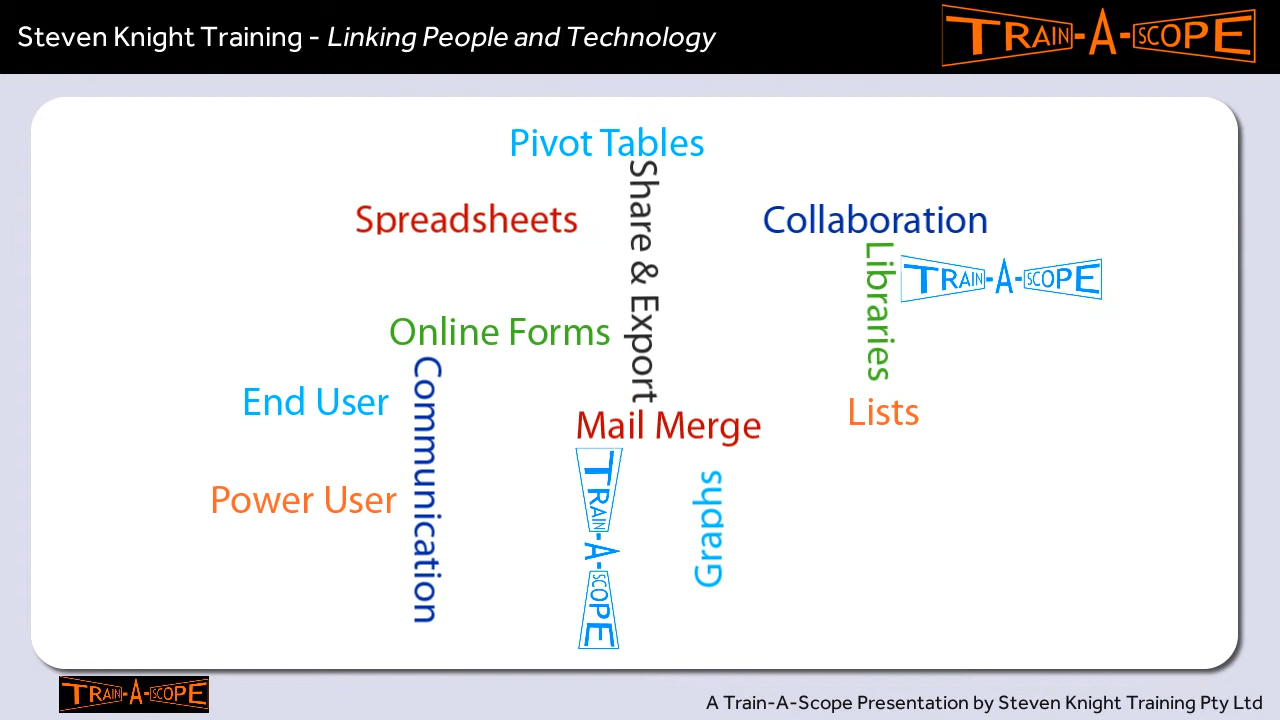 Steven Knight Training - Linking People and Technology
TRAIN-A-SCOPE
Pivot Tables
Share & Export
Spreadsheets
Collaboration
Libraries
TRAIN-A-SCOPE
Online Forms
Communication
End User
Lists
Mail Merge
Power User
TRAIN-A-SCOPE
Graphs
TRAIN-A-SCOPE
A Train-A-Scope Presentation by Steven Knight Training Pty Ltd